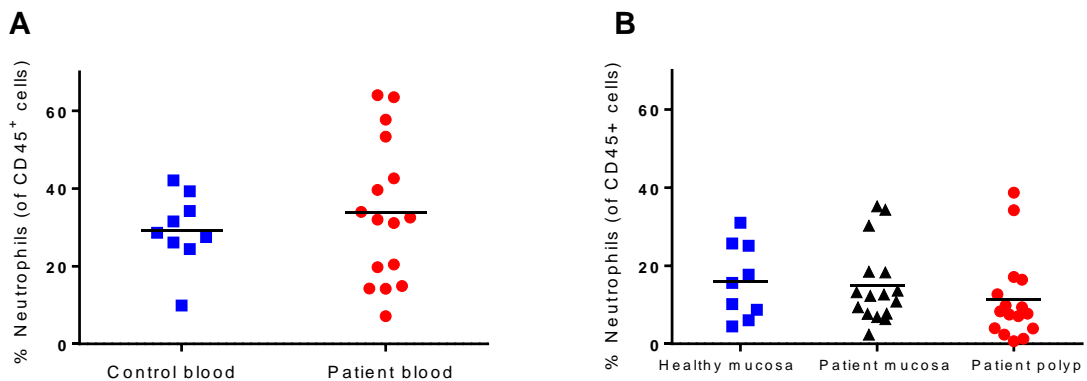 A
% Neutrophils (of CD45⁺ cells)
60
40
20
0
Control blood
Patient blood
B
% Neutrophils (of CD45+ cells)
60
40
20
0
Healthy mucosa
Patient mucosa
Patient polyp